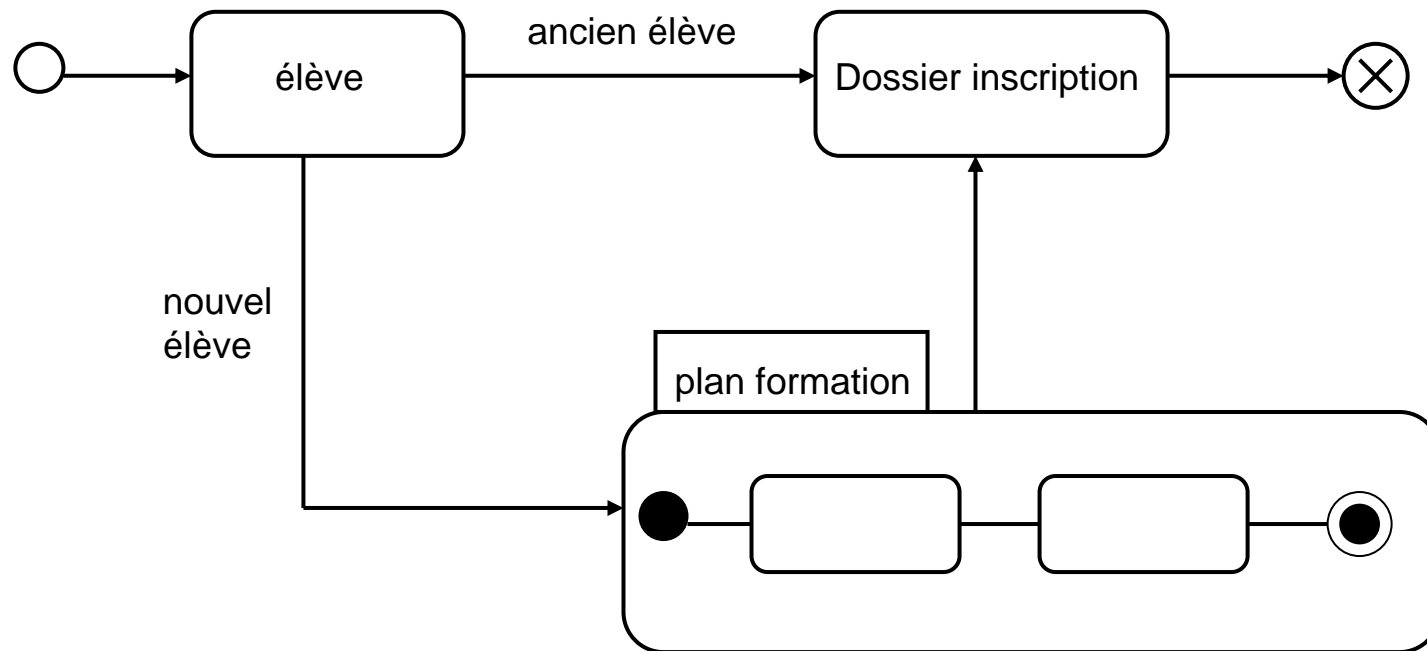 ancien élève
élève
Dossier inscription
nouvel
élève
plan formation